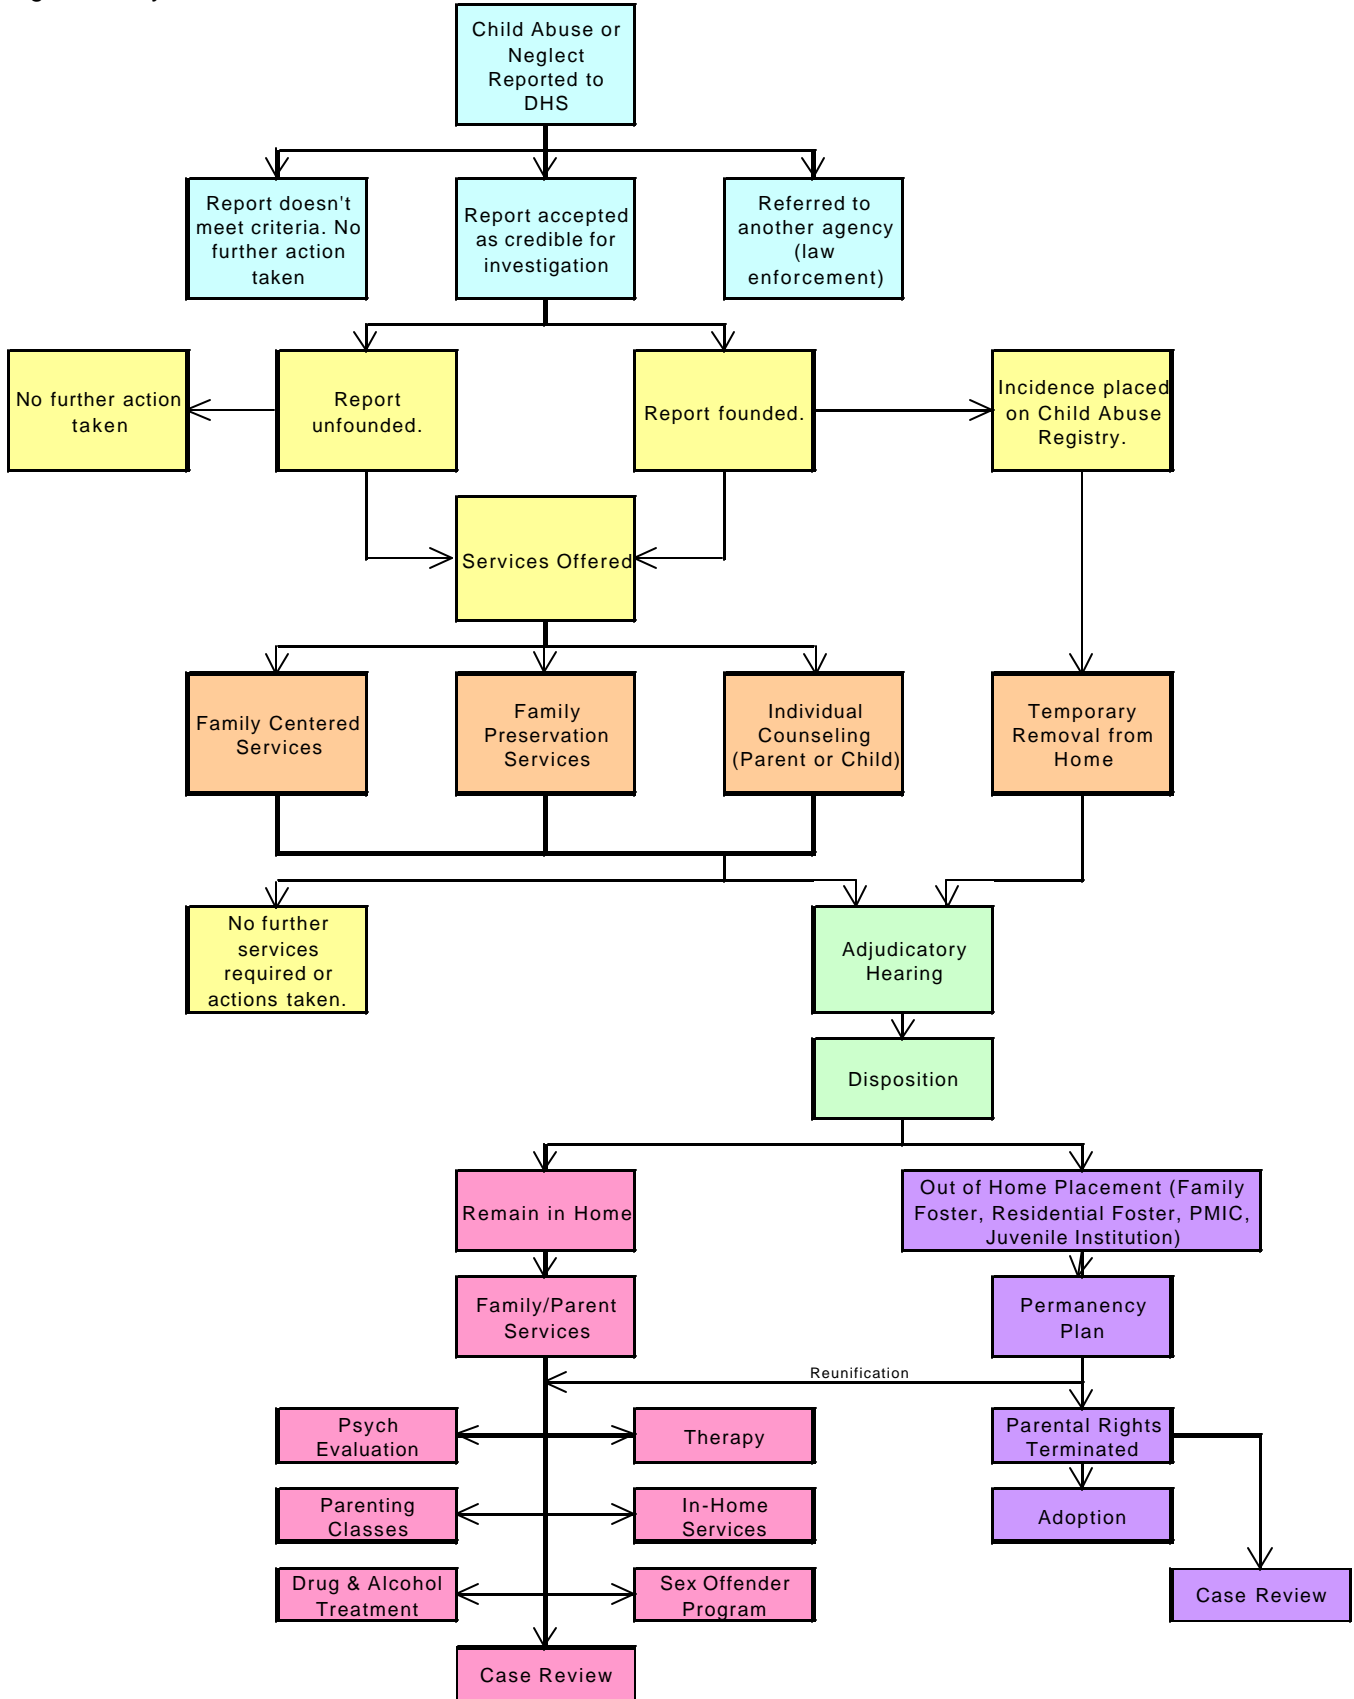 Child Abuse or
Neglect
Reported to
DHS
Report doesn't
meet criteria. No
further action
taken
Report accepted
as credible for
investigation
Referred to
another agency
(law
enforcement)
No further action
taken
Report
unfounded.
Report founded.
Incidence placed
on Child Abuse
Registry.
Services Offered
Family Centered
Services
Family
Preservation
Services
Individual
Counseling
(Parent or Child)
Temporary
Removal from
Home
No further
services
required or
actions taken.
Adjudicatory
Hearing
Disposition
Remain in Home
Out of Home Placement (Family
Foster, Residential Foster, PMIC,
Juvenile Institution)
Family/Parent
Services
Permanency
Plan
Reunification
Psych
Evaluation
Therapy
Parental Rights
Terminated
Parenting
Classes
In-Home
Services
Adoption
Drug & Alcohol
Treatment
Sex Offender
Program
Case Review
Case Review